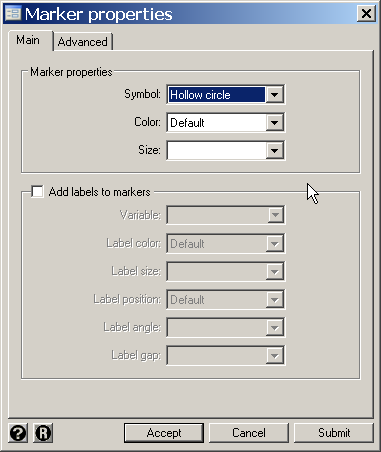 Marker properties
Main Advanced
Marker properties
Symbol: Hollow circle
Color: Default
Size:
Add labels to markers
Variable:
Label color: Default
Label size:
Label position: Default
Label angle:
Label gap:
? R Accept Cancel Submit